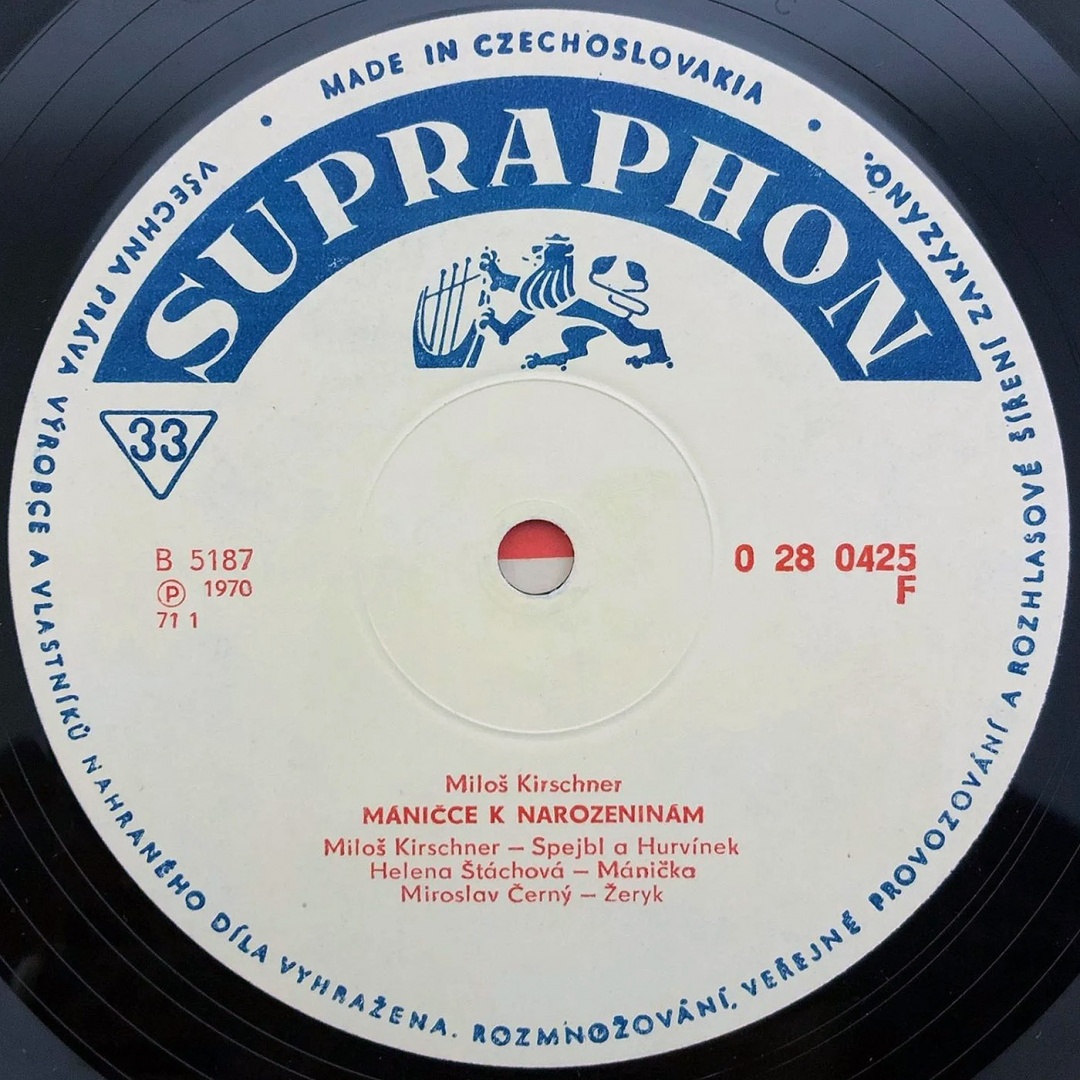 MADE IN CZECHOSLOVAKIA
SUPRAPHON
33
B 5187
Ⓟ 1970
71 1
0 28 0425
F
Miloš Kirschner
MÁNIČCE K NAROZENINÁM
Miloš Kirschner – Spejbl a Hurvínek
Helena Štáchová – Mánička
Miroslav Černý – Žeryk
VŠECHNA PRÁVA VÝROBCE A VLASTNÍKŮ NAHRANÉHO DÍLA VYHRAŽENA. ROZMNOŽOVÁNÍ, VEŘEJNÉ PROVOZOVÁNÍ A ROZHLASOVÉ ŠÍŘENÍ ZAKÁZÁNO.